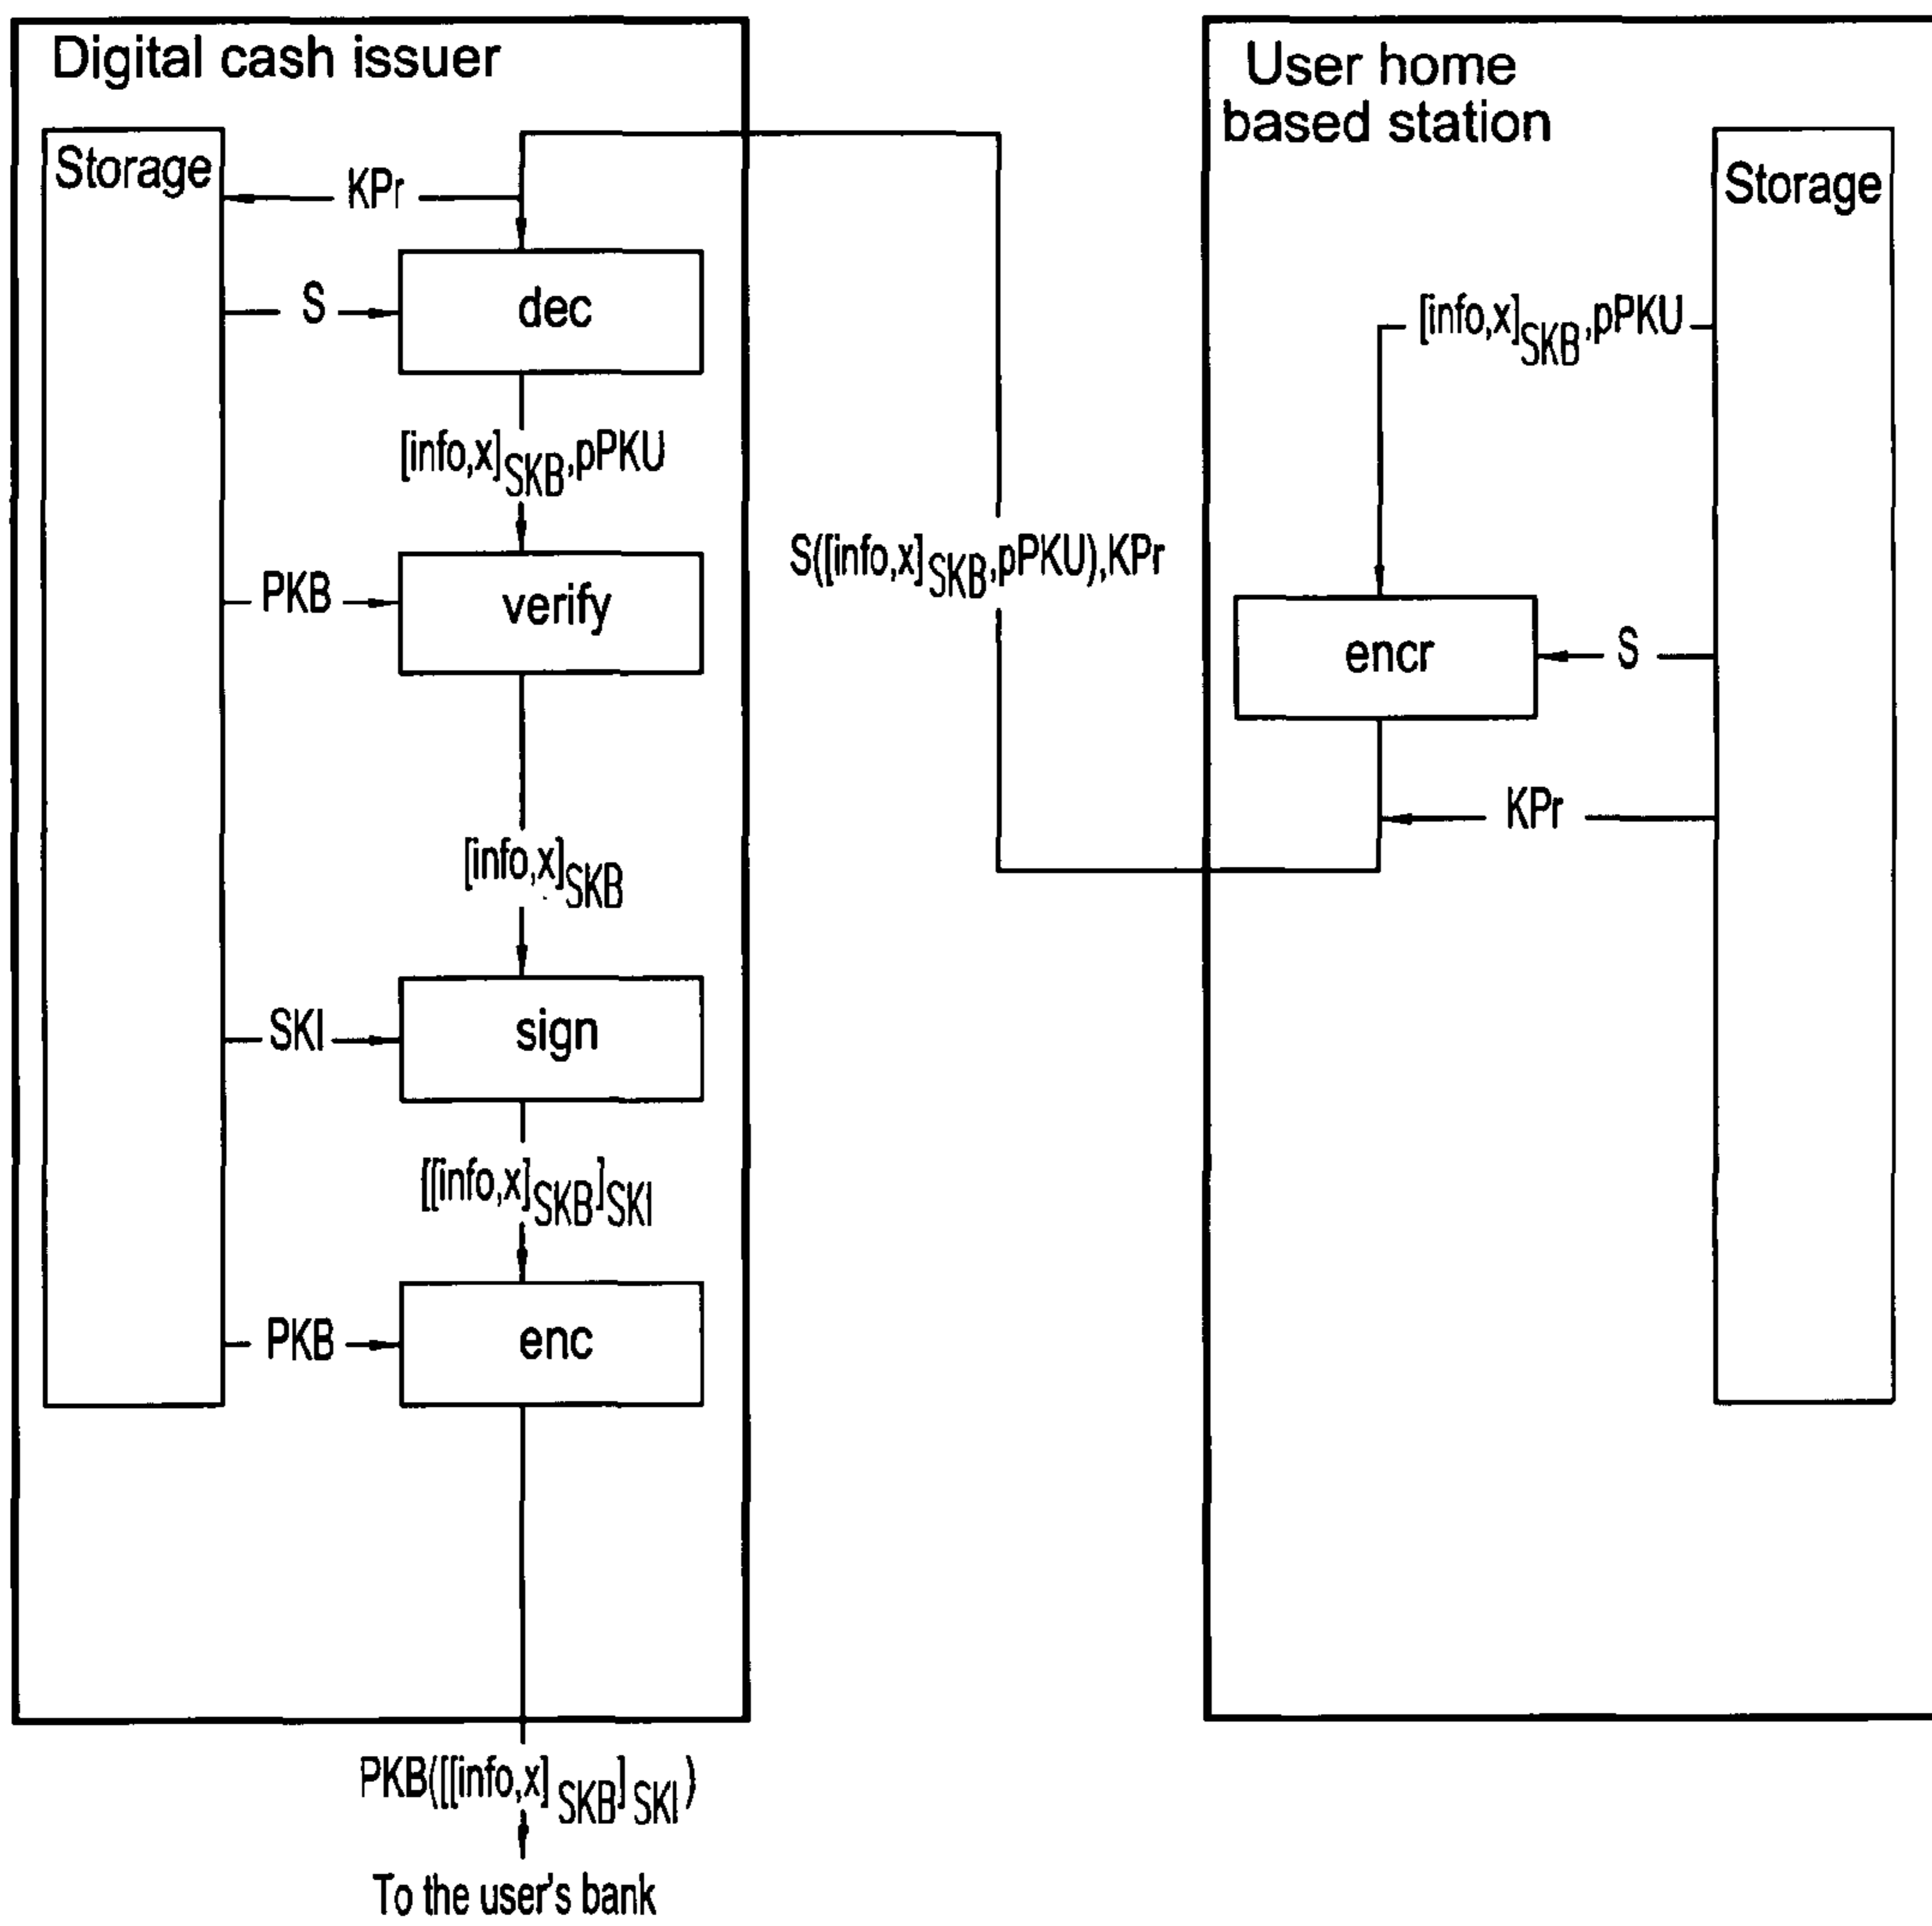 Digital cash issuer
Storage
KPr
S
dec
[info,x]SKB,pPKU
PKB
verify
[info,x]SKB
SKI
sign
[[info,x]SKB]SKI
PKB
enc
PKB([[info,x]SKB]SKI)
To the user's bank
S([info,x]SKB,pPKU),KPr
User home
based station
Storage
[info,x]SKB,pPKU
encr
S
KPr